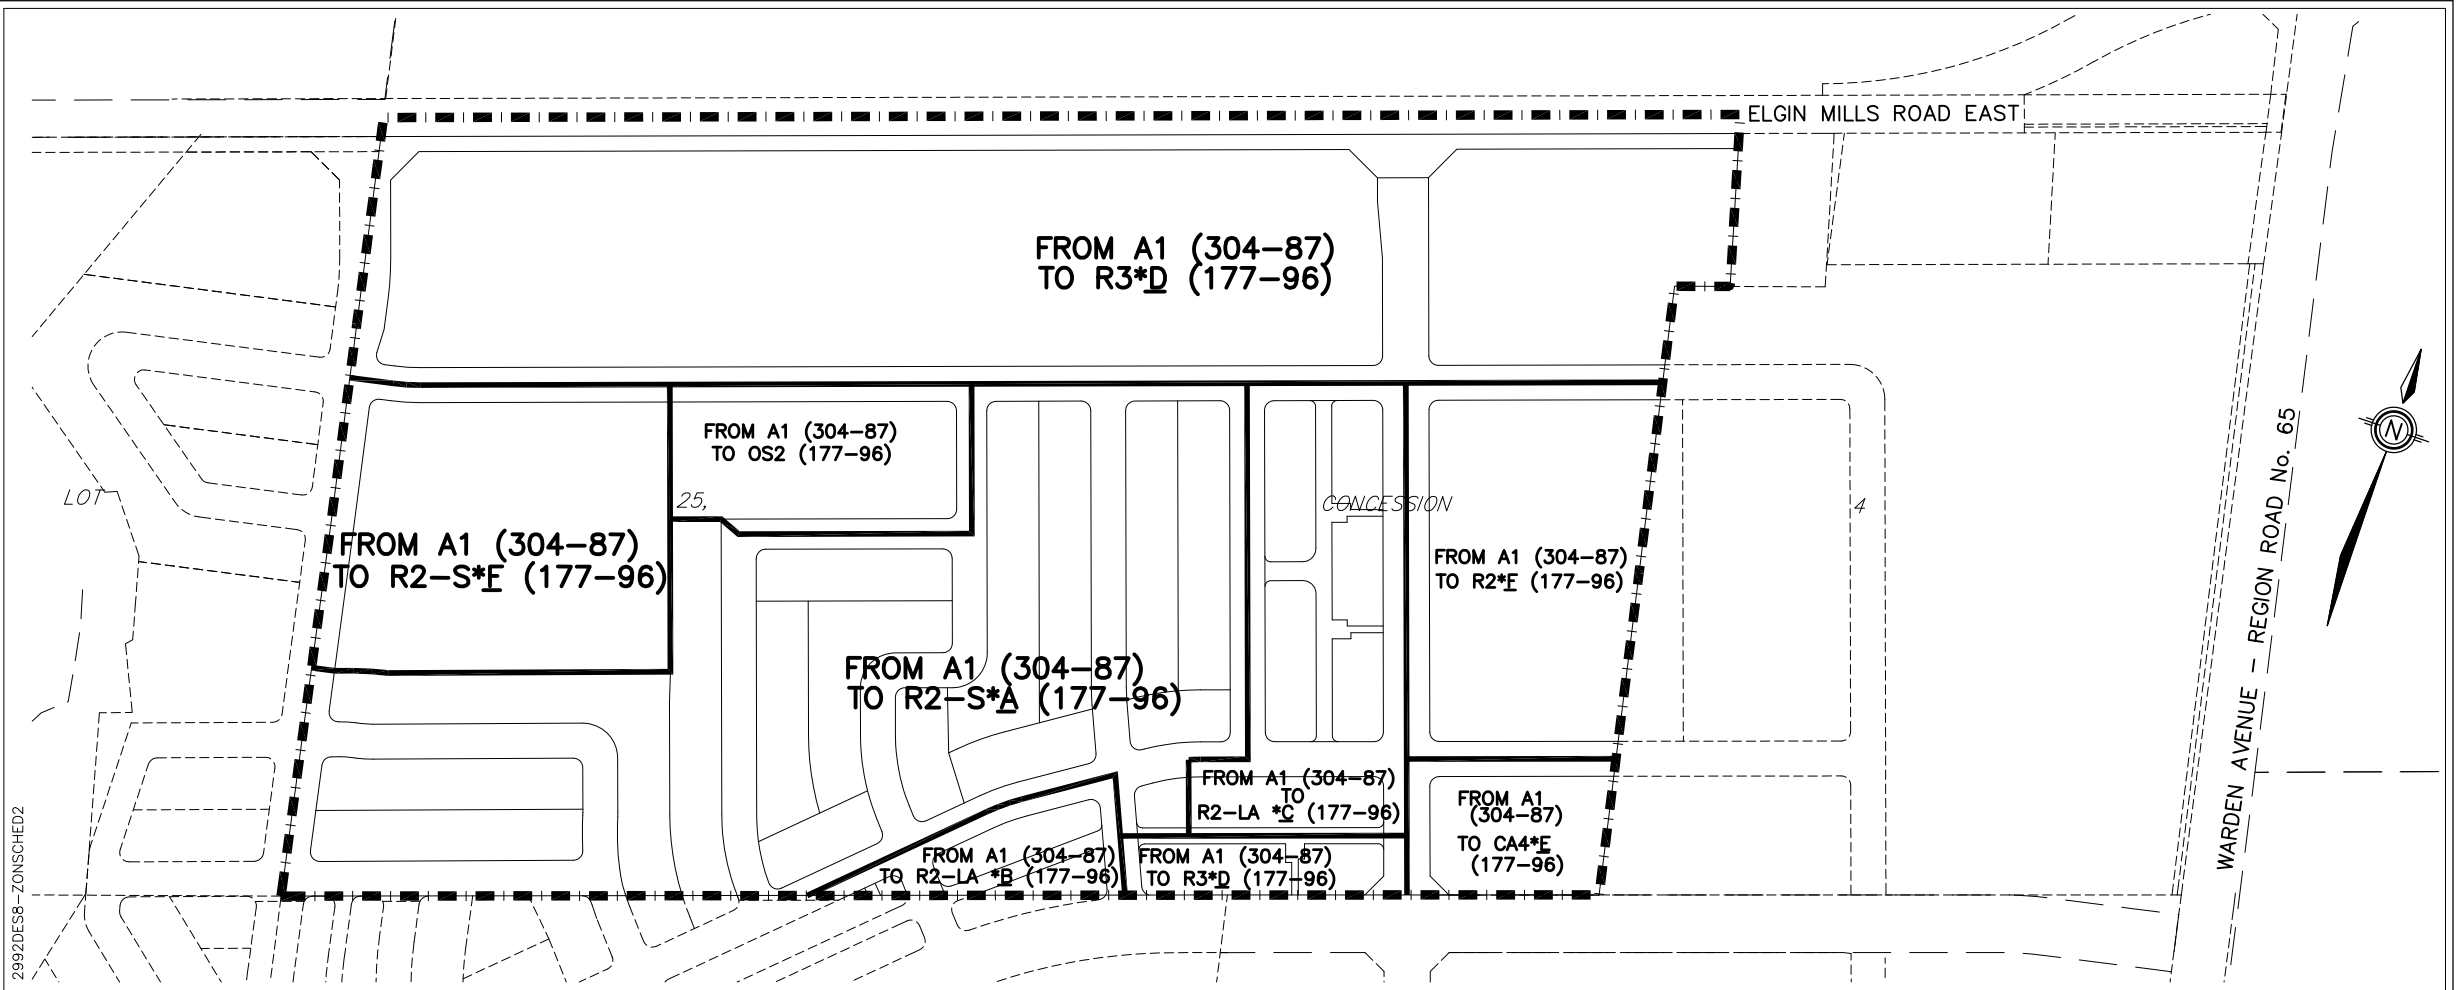 ELGIN MILLS ROAD EAST
FROM A1 (304-87)
TO R3*D (177-96)
FROM A1 (304-87)
TO OS2 (177-96)
LOT
25,
CONCESSION
4
FROM A1 (304-87)
TO R2-S*E (177-96)
FROM A1 (304-87)
TO R2*F (177-96)
FROM A1 (304-87)
TO R2-S*A (177-96)
FROM A1 (304-87)
TO
R2-LA *C (177-96)
FROM A1
(304-87)
TO CA4*E
(177-96)
FROM A1 (304-87)
TO R2-LA *B (177-96)
FROM A1 (304-87)
TO R3*D (177-96)
WARDEN AVENUE - REGION ROAD No. 65
N
2992DES8-ZONSCHED2